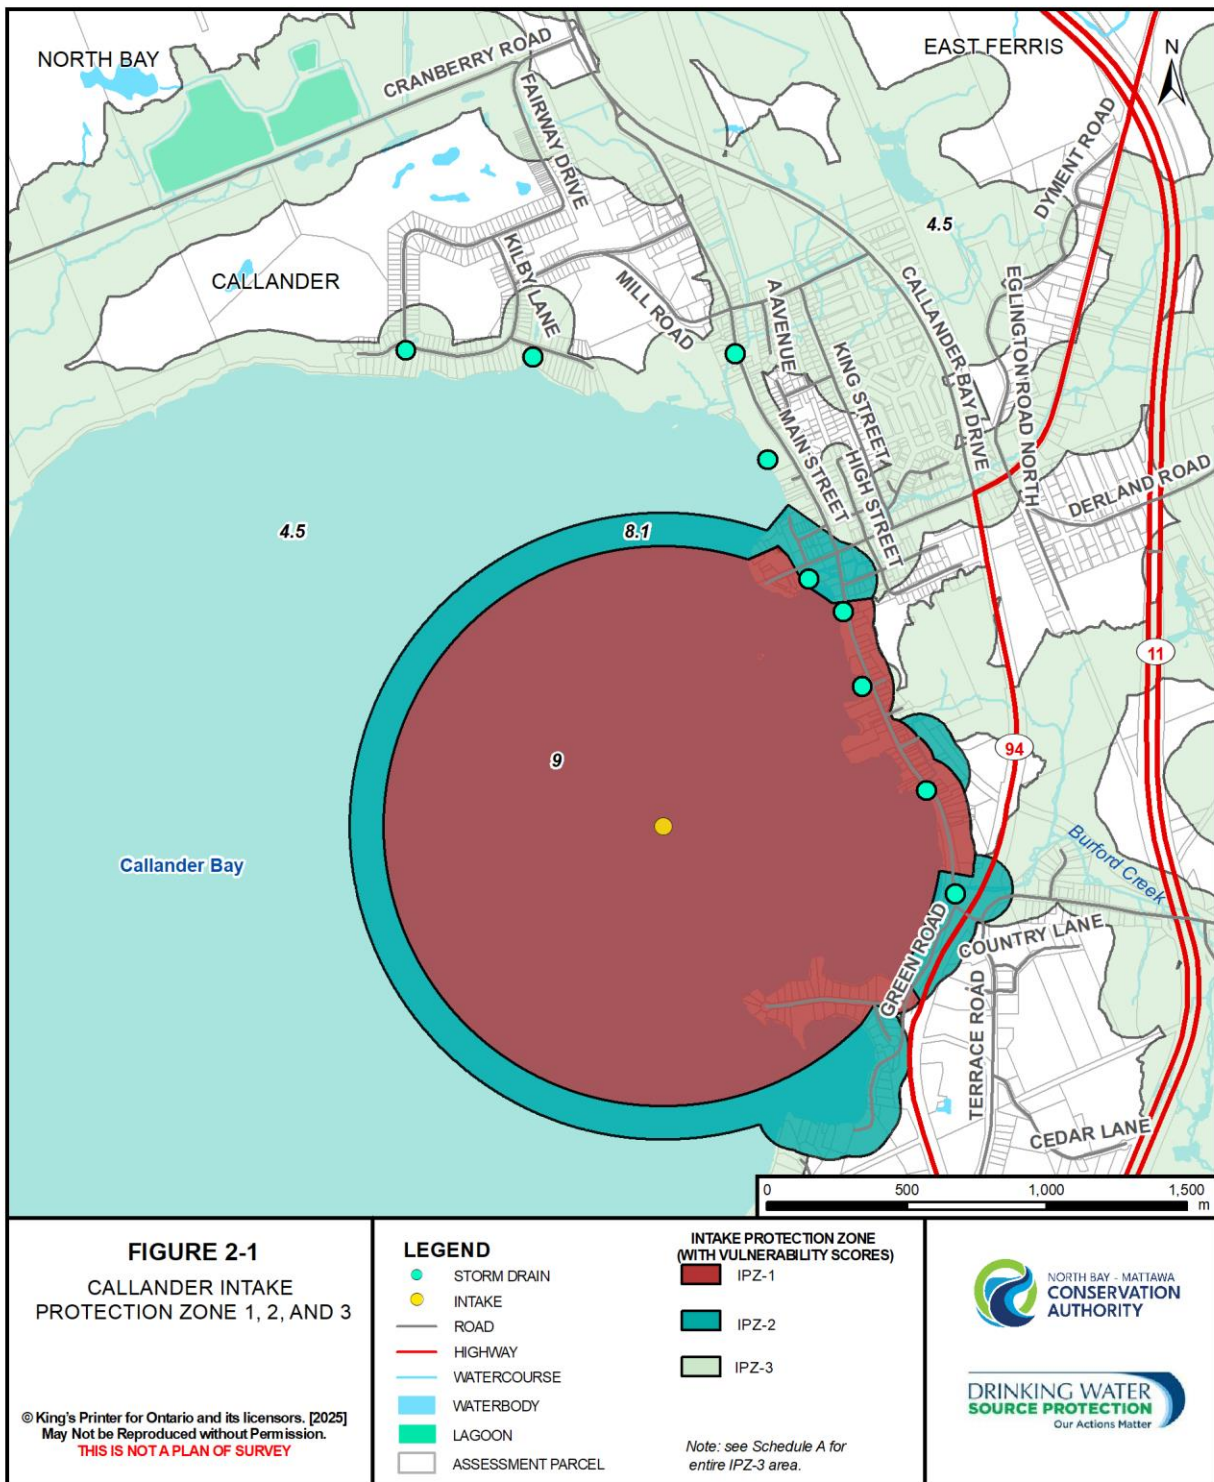 NORTH BAY
CRANBERRY ROAD
EAST FERRIS
N
FAIRWAY DRIVE
DYMENT ROAD
4.5
CALLANDER
KILBY LANE
MILL ROAD
A AVENUE
KING STREET
CALLANDER BAY DRIVE
EGLINGTON ROAD NORTH
MAIN STREET
HIGH STREET
DERLAND ROAD
4.5
8.1
11
94
9
Callander Bay
Burford Creek
GREEN ROAD
COUNTRY LANE
TERRACE ROAD
CEDAR LANE
0 500 1,000 1,500
m
FIGURE 2-1
CALLANDER INTAKE
PROTECTION ZONE 1, 2, AND 3
© King's Printer for Ontario and its licensors. [2025]
May Not be Reproduced without Permission.
THIS IS NOT A PLAN OF SURVEY
LEGEND
STORM DRAIN
INTAKE
ROAD
HIGHWAY
WATERCOURSE
WATERBODY
LAGOON
ASSESSMENT PARCEL
INTAKE PROTECTION ZONE
(WITH VULNERABILITY SCORES)
IPZ-1
IPZ-2
IPZ-3
Note: see Schedule A for
entire IPZ-3 area.
NORTH BAY - MATTAWA
CONSERVATION
AUTHORITY
DRINKING WATER
SOURCE PROTECTION
Our Actions Matter